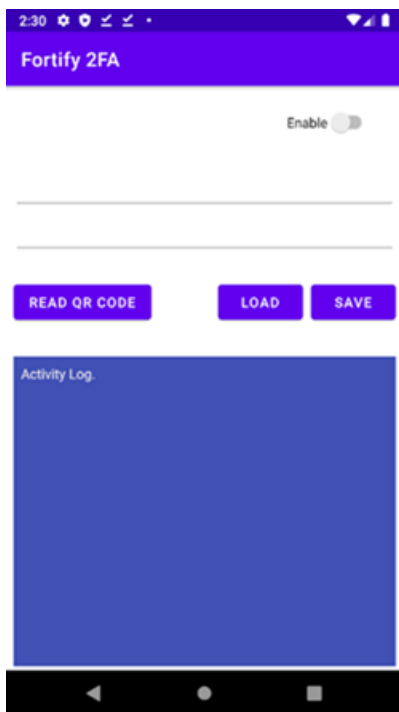 2:30
Fortify 2FA
Enable
READ QR CODE LOAD SAVE
Activity Log.